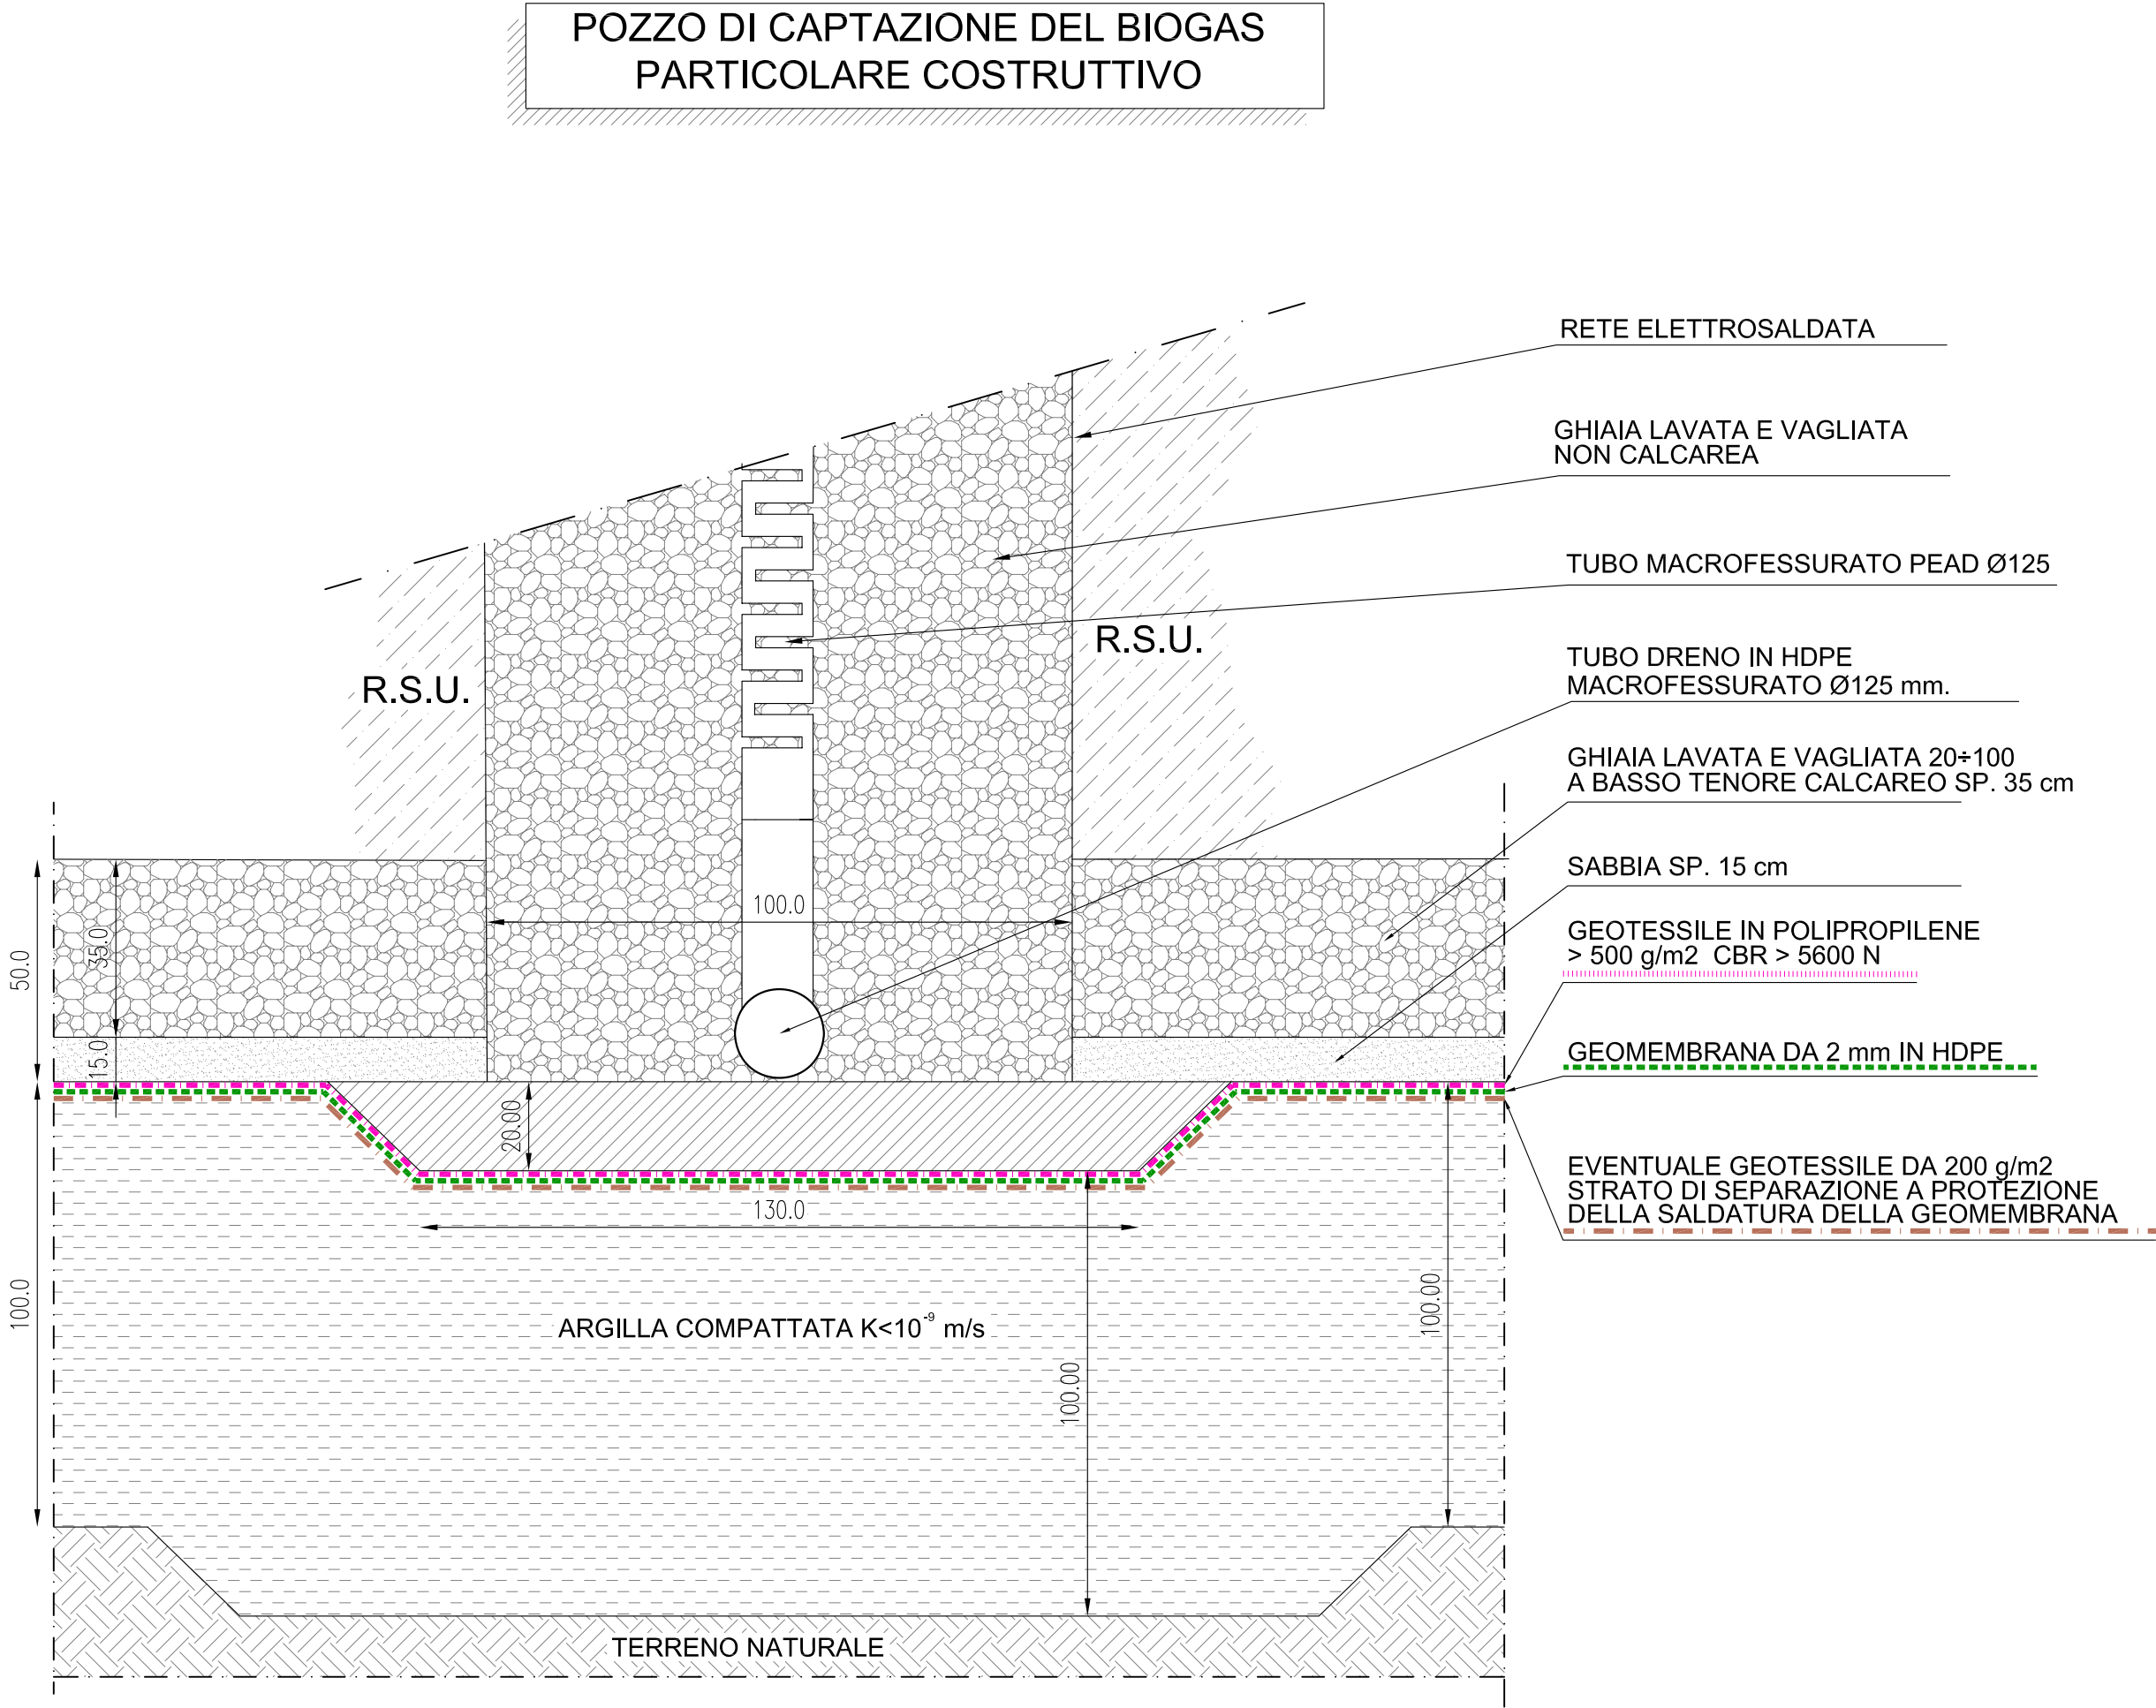 POZZO DI CAPTAZIONE DEL BIOGAS
PARTICOLARE COSTRUTTIVO
RETE ELETTROSALDATA
GHIAIA LAVATA E VAGLIATA
NON CALCAREA
TUBO MACROFESSURATO PEAD Ø125
R.S.U.
R.S.U.
TUBO DRENO IN HDPE
MACROFESSURATO Ø125 mm.
GHIAIA LAVATA E VAGLIATA 20÷100
A BASSO TENORE CALCAREO SP. 35 cm
SABBIA SP. 15 cm
100.0
50.0
35.0
15.0
GEOTESSILE IN POLIPROPILENE
> 500 g/m2 CBR > 5600 N
GEOMEMBRANA DA 2 mm IN HDPE
20.00
130.0
EVENTUALE GEOTESSILE DA 200 g/m2
STRATO DI SEPARAZIONE A PROTEZIONE
DELLA SALDATURA DELLA GEOMEMBRANA
100.0
ARGILLA COMPATTATA K<10⁻⁹ m/s
100.00
100.00
TERRENO NATURALE